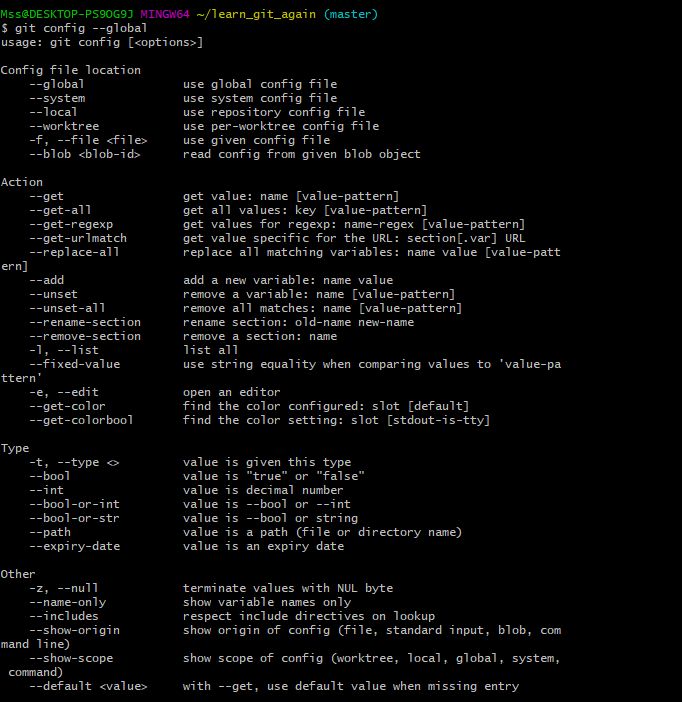 Mss@DESKTOP-PS9OG9J MINGW64 ~/learn_git_again (master)
$ git config --global
usage: git config [<options>]

Config file location
    --global              use global config file
    --system              use system config file
    --local               use repository config file
    --worktree            use per-worktree config file
    -f, --file <file>     use given config file
    --blob <blob-id>      read config from given blob object

Action
    --get                 get value: name [value-pattern]
    --get-all             get all values: key [value-pattern]
    --get-regexp          get values for regexp: name-regex [value-pattern]
    --get-urlmatch        get value specific for the URL: section[.var] URL
    --replace-all         replace all matching variables: name value [value-patt
ern]
    --add                 add a new variable: name value
    --unset               remove a variable: name [value-pattern]
    --unset-all           remove all matches: name [value-pattern]
    --rename-section      rename section: old-name new-name
    --remove-section      remove a section: name
    -l, --list            list all
    --fixed-value         use string equality when comparing values to 'value-pa
ttern'
    -e, --edit            open an editor
    --get-color           find the color configured: slot [default]
    --get-colorbool       find the color setting: slot [stdout-is-tty]

Type
    -t, --type <>         value is given this type
    --bool                value is "true" or "false"
    --int                 value is decimal number
    --bool-or-int         value is --bool or --int
    --bool-or-str         value is --bool or string
    --path                value is a path (file or directory name)
    --expiry-date         value is an expiry date

Other
    -z, --null            terminate values with NUL byte
    --name-only           show variable names only
    --includes            respect include directives on lookup
    --show-origin         show origin of config (file, standard input, blob, com
mand line)
    --show-scope          show scope of config (worktree, local, global, system,
 command)
    --default <value>     with --get, use default value when missing entry